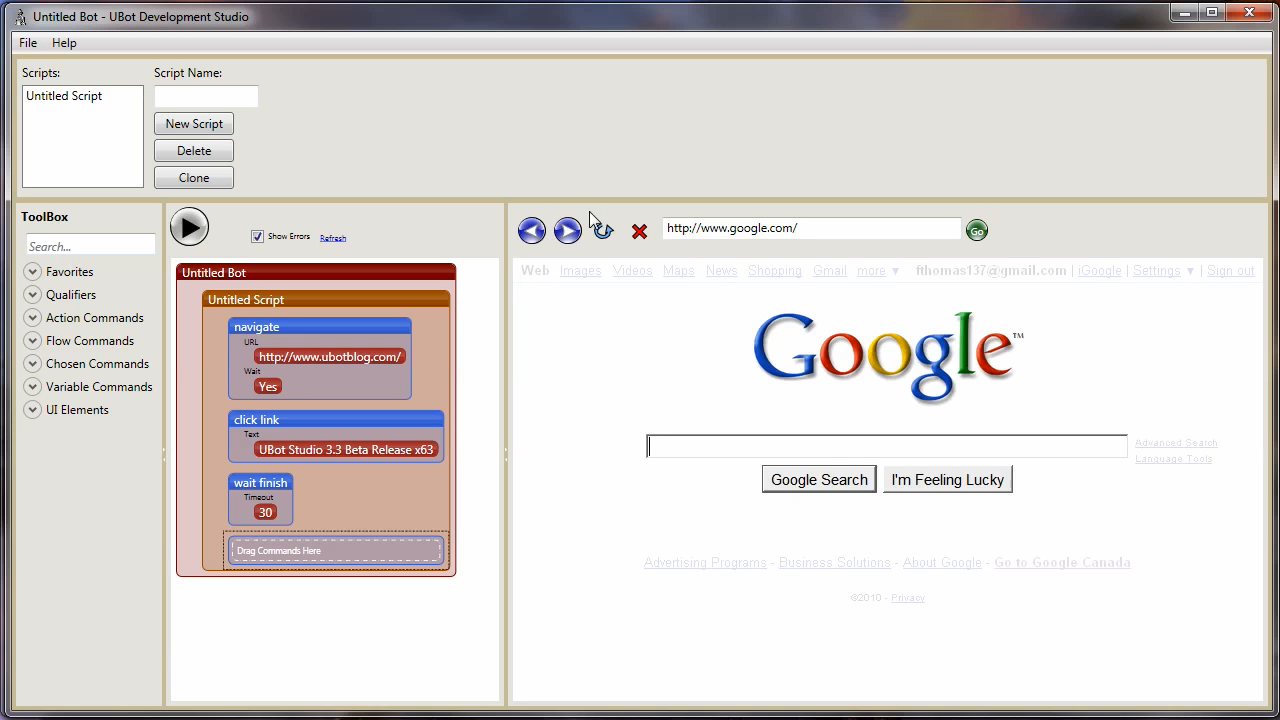 Untitled Bot - UBot Development Studio
File Help
Scripts:
Untitled Script
Script Name:
New Script
Delete
Clone
ToolBox
Search...
Favorites
Qualifiers
Action Commands
Flow Commands
Chosen Commands
Variable Commands
UI Elements
Show Errors Refresh
Untitled Bot
Untitled Script
navigate
URL
http://www.ubotblog.com/
Wait
Yes
click link
Text
UBot Studio 3.3 Beta Release x63
wait finish
Timeout
30
Drag Commands Here
http://www.google.com/ Go
Web Images Videos Maps News Shopping Gmail more ▼ fthomas137@gmail.com | iGoogle | Settings ▼ | Sign out
Google™
Advanced Search
Language Tools
Google Search I'm Feeling Lucky
Advertising Programs - Business Solutions - About Google - Go to Google Canada
©2010 - Privacy